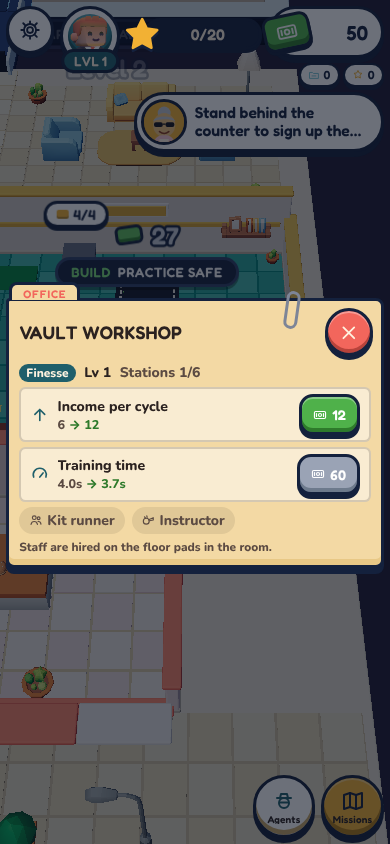 0/20
50
LVL 1
Level 2
0
0
Stand behind the
counter to sign up the...
4/4
27
BUILD PRACTICE SAFE
OFFICE
VAULT WORKSHOP
Finesse Lv 1 Stations 1/6
Income per cycle
6 → 12
12
Training time
4.0s → 3.7s
60
Kit runner
Instructor
Staff are hired on the floor pads in the room.
Agents
Missions